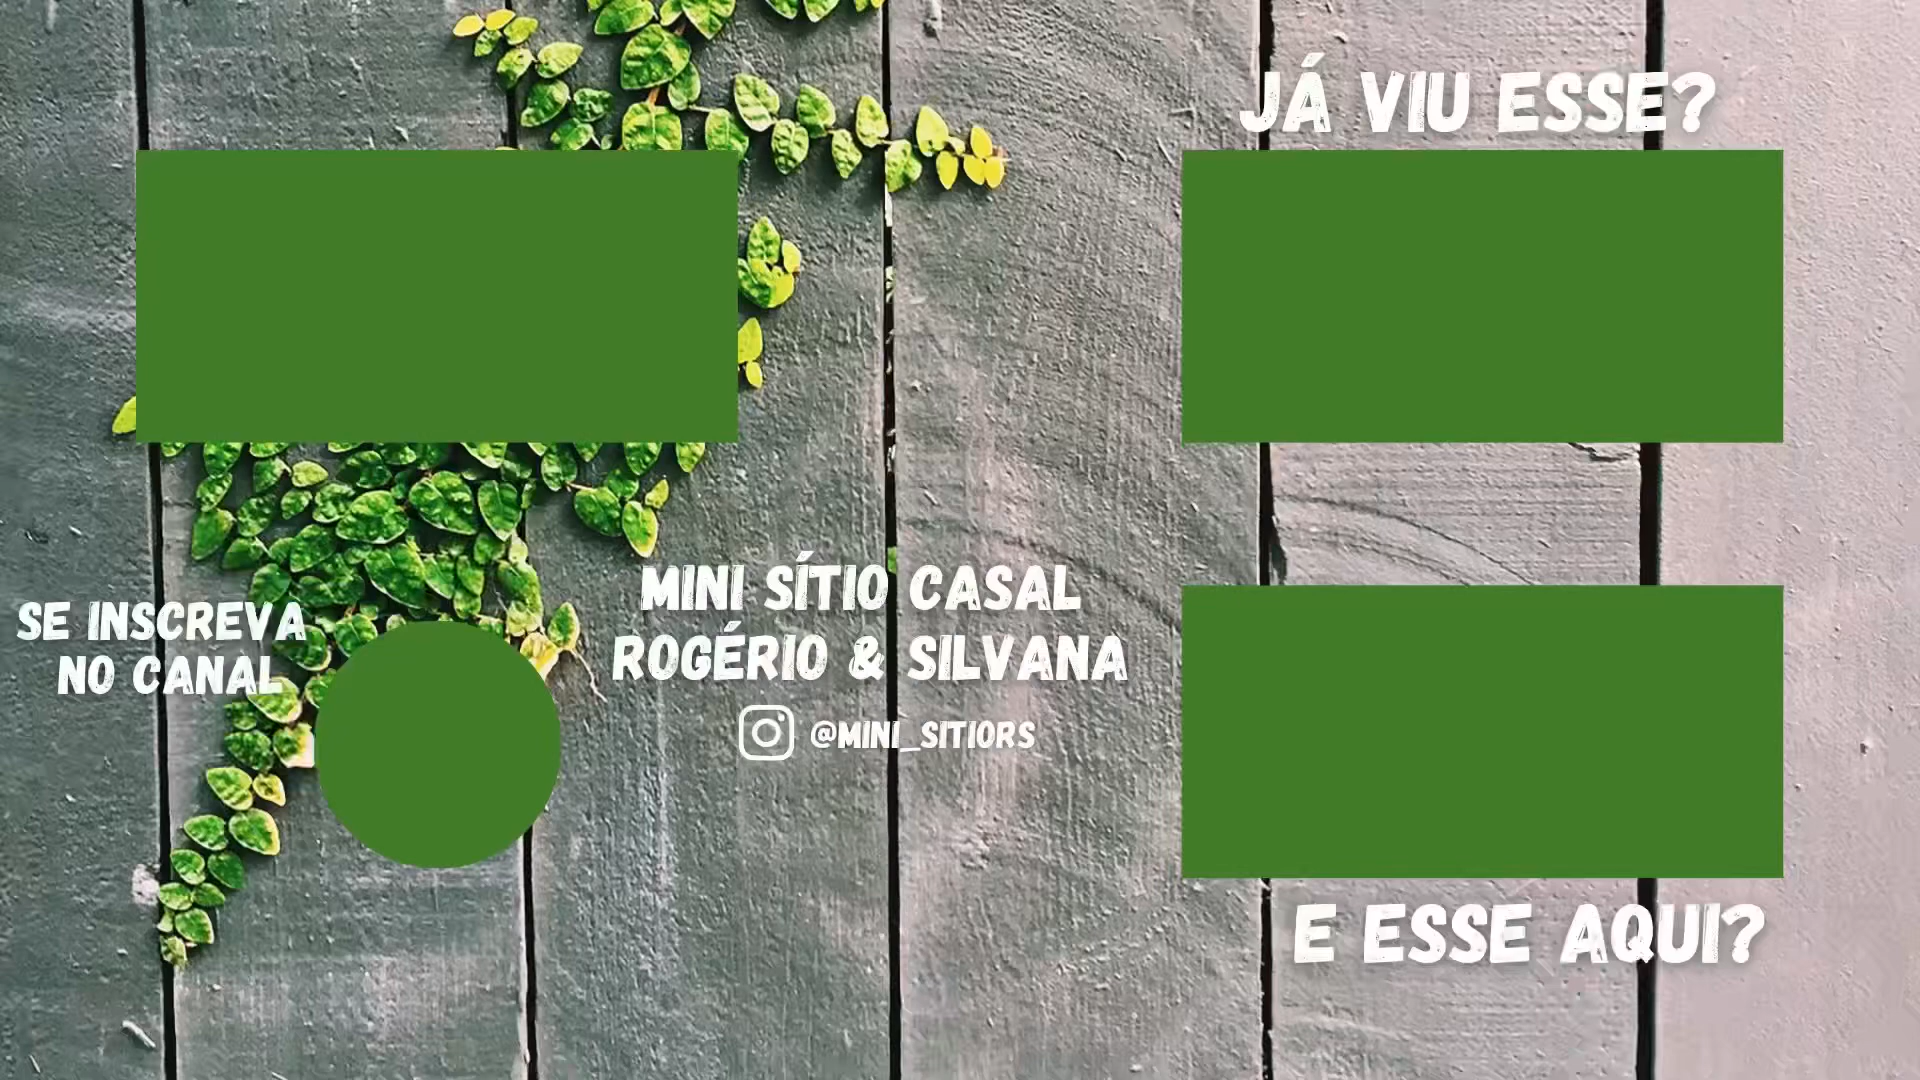 JÁ VIU ESSE?
SE INSCREVA
NO CANAL
MINI SÍTIO CASAL
ROGÉRIO & SILVANA
@MINI_SITIORS
E ESSE AQUI?